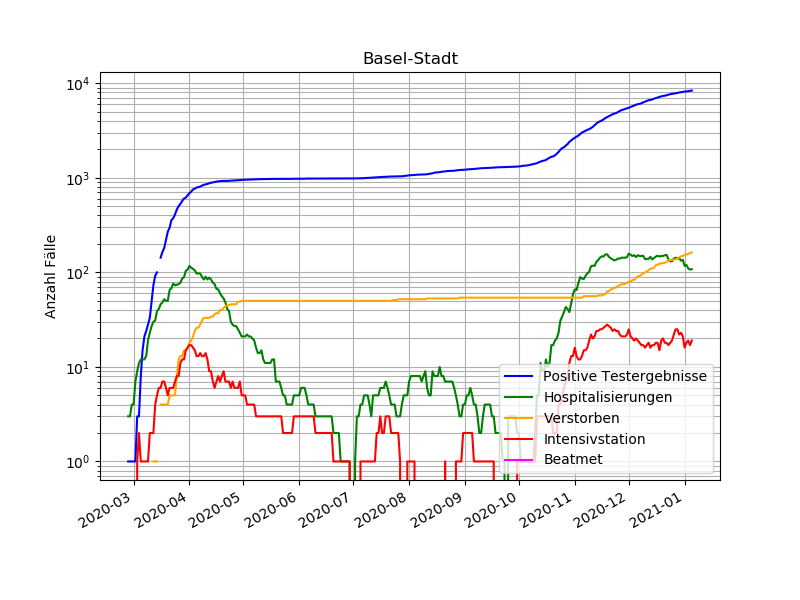 Basel-Stadt
Anzahl Fälle
10⁴
10³
10²
10¹
10⁰
2020-03
2020-04
2020-05
2020-06
2020-07
2020-08
2020-09
2020-10
2020-11
2020-12
2021-01
Positive Testergebnisse
Hospitalisierungen
Verstorben
Intensivstation
Beatmet